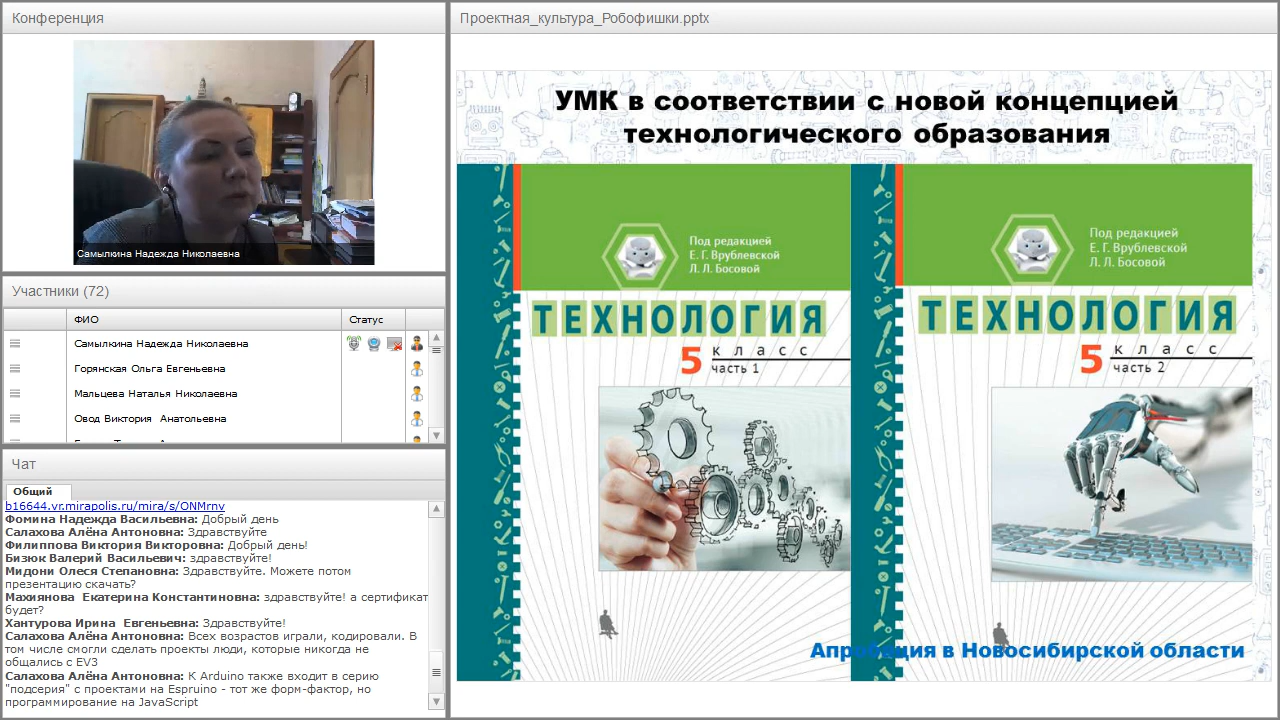 Конференция
Самылкина Надежда Николаевна
Участники (72)
ФИО
Статус
Самылкина Надежда Николаевна
Горянская Ольга Евгеньевна
Мальцева Наталья Николаевна
Овод Виктория Анатольевна
Чат
Общий
b16644.vr.mirapolis.ru/mira/s/ONMrnv
Фомина Надежда Васильевна: Добрый день
Салахова Алёна Антоновна: Здравствуйте
Филиппова Виктория Викторовна: Добрый день!
Бизюк Валерий Васильевич: здравствуйте!
Мидони Олеся Степановна: Здравствуйте. Можете потом
презентацию скачать?
Махиянова Екатерина Константиновна: здравствуйте! а сертификат
будет?
Хантурова Ирина Евгеньевна: Здравствуйте!
Салахова Алёна Антоновна: Всех возрастов играли, кодировали. В
том числе смогли сделать проекты люди, которые никогда не
общались с EV3
Салахова Алёна Антоновна: К Arduino также входит в серию
"подсерия" с проектами на Espruino - тот же форм-фактор, но
программирование на JavaScript
Проектная_культура_Робофишки.pptx
УМК в соответствии с новой концепцией
технологического образования
Под редакцией
Е. Г. Врублевской
Л. Л. Босовой
ТЕХНОЛОГИЯ
5 класс
часть 1
Под редакцией
Е. Г. Врублевской
Л. Л. Босовой
ТЕХНОЛОГИЯ
5 класс
часть 2
Апробация в Новосибирской области